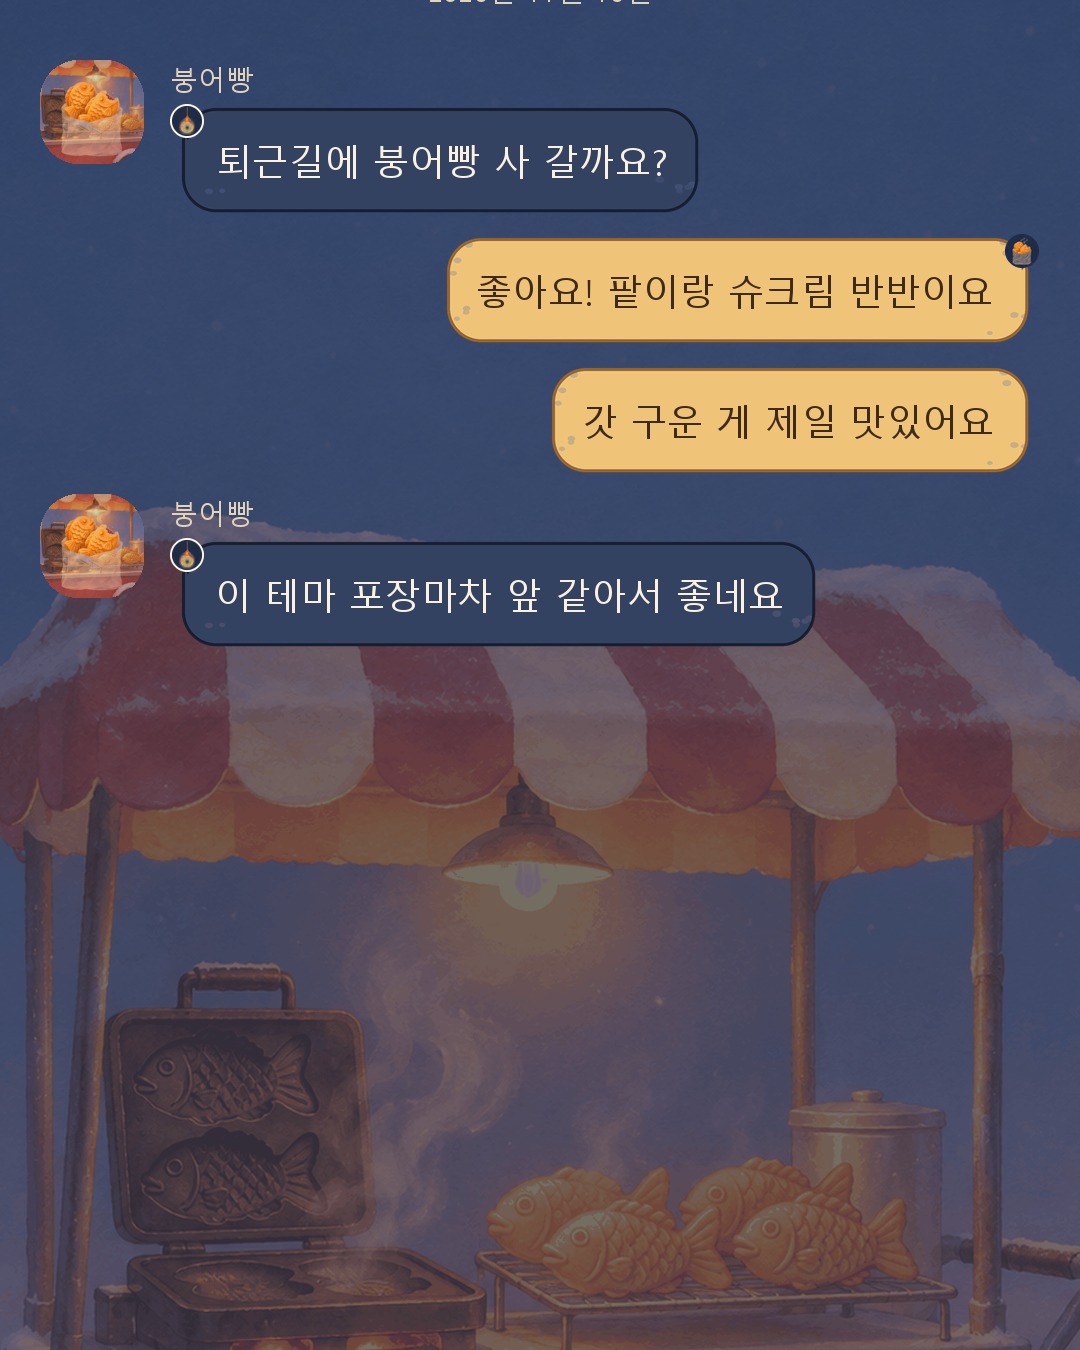 붕어빵
퇴근길에 붕어빵 사 갈까요?
좋아요! 팥이랑 슈크림 반반이요
갓 구운 게 제일 맛있어요
붕어빵
이 테마 포장마차 앞 같아서 좋네요